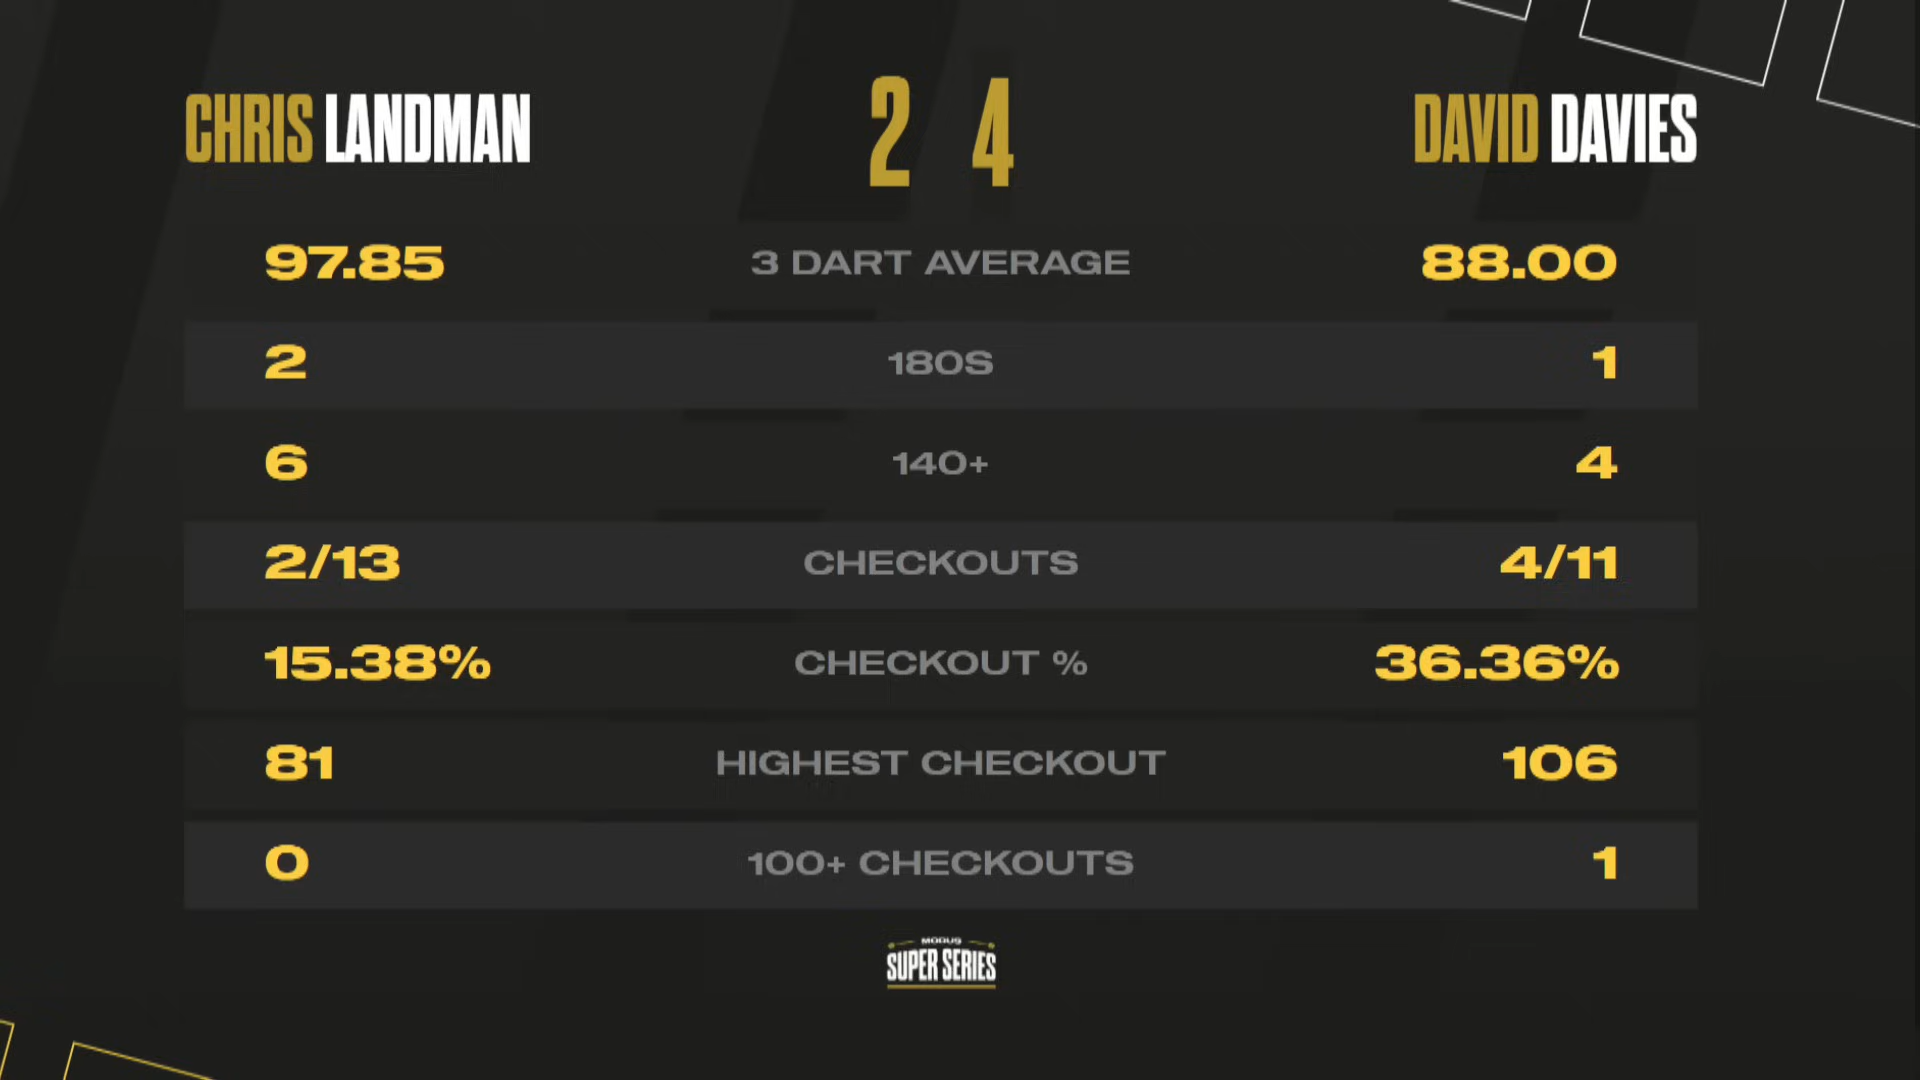 CHRIS LANDMAN 2 4 DAVID DAVIES
97.85 3 DART AVERAGE 88.00
2 180S 1
6 140+ 4
2/13 CHECKOUTS 4/11
15.38% CHECKOUT % 36.36%
81 HIGHEST CHECKOUT 106
0 100+ CHECKOUTS 1
MODUS
SUPER SERIES